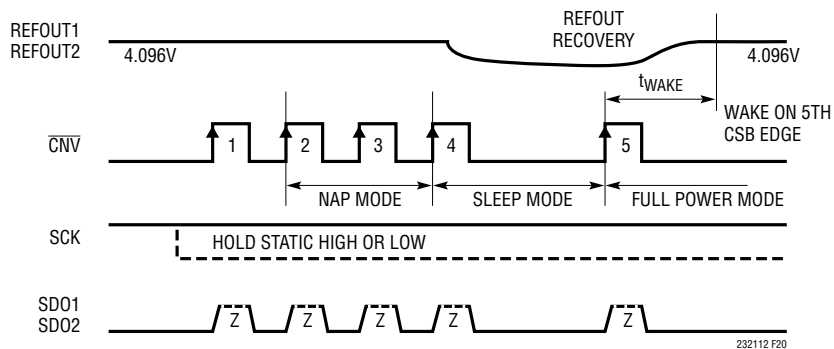 REFOUT1
REFOUT2
4.096V
REFOUT
RECOVERY
4.096V
tWAKE
WAKE ON 5TH
CSB EDGE
CNV
1
2
3
4
5
NAP MODE
SLEEP MODE
FULL POWER MODE
SCK
HOLD STATIC HIGH OR LOW
SDO1
SDO2
Z
Z
Z
Z
Z
232112 F20